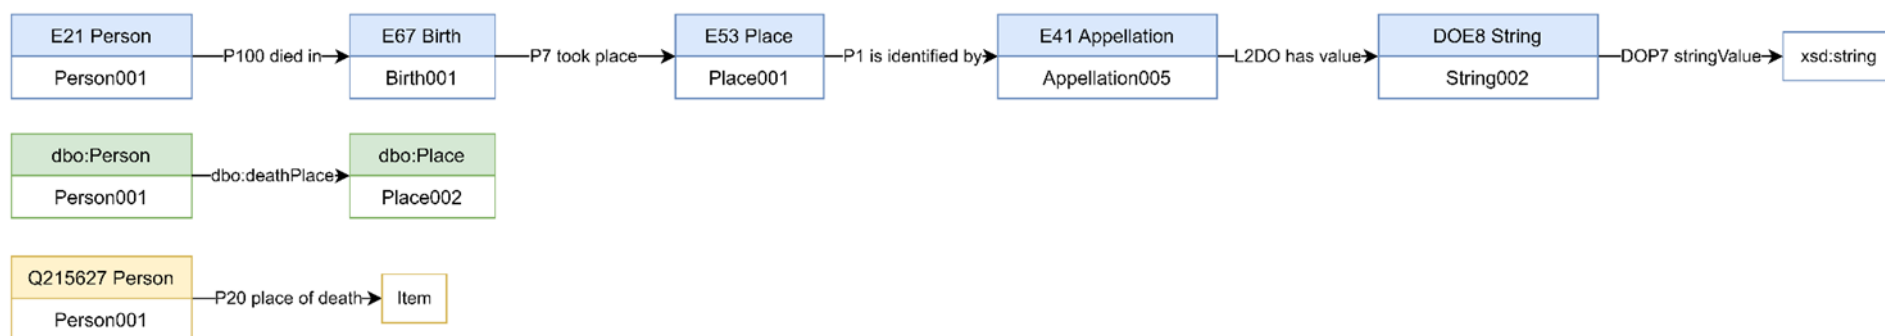 E21 Person
Person001
P100 died in
E67 Birth
Birth001
P7 took place
E53 Place
Place001
P1 is identified by
E41 Appellation
Appellation005
L2DO has value
DOE8 String
String002
DOP7 stringValue
xsd:string
dbo:Person
Person001
dbo:deathPlace
dbo:Place
Place002
Q215627 Person
Person001
P20 place of death
Item